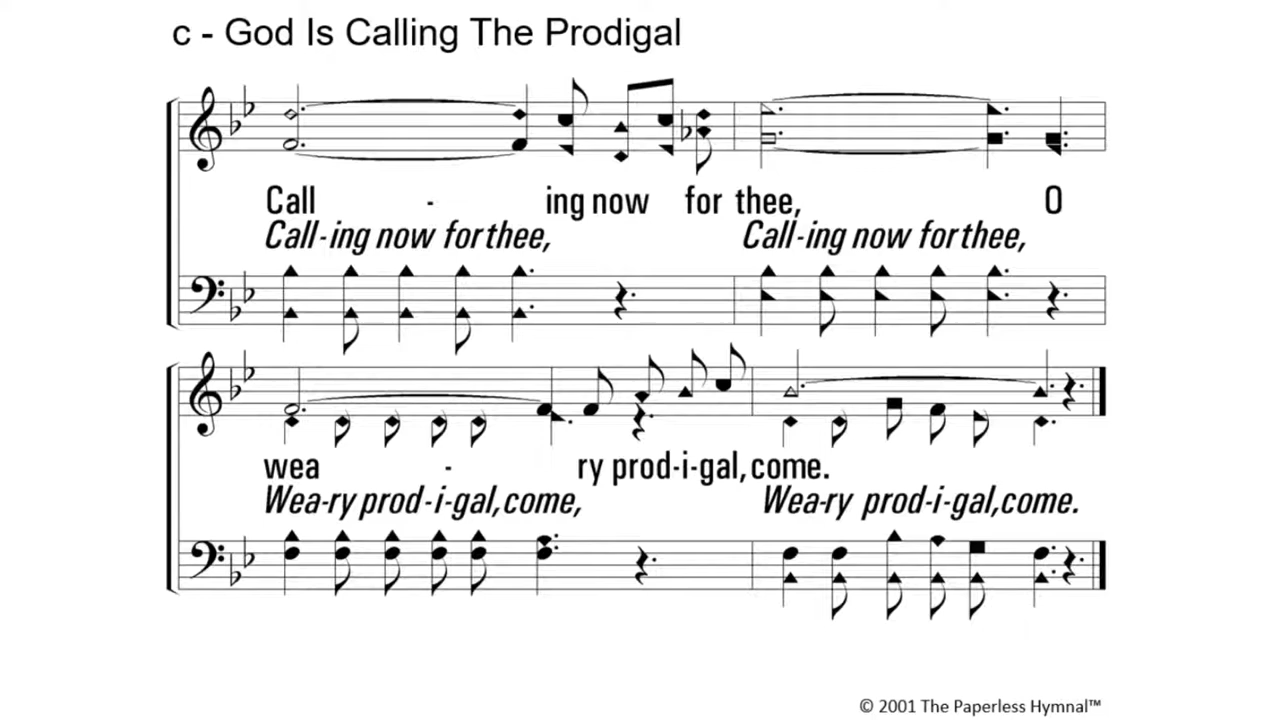 c - God Is Calling The Prodigal
Call - ing now for thee, O
Call-ing now for thee, Call-ing now for thee,
wea - ry prod-i-gal, come.
Wea-ry prod-i-gal, come, Wea-ry prod-i-gal, come.
© 2001 The Paperless Hymnal™